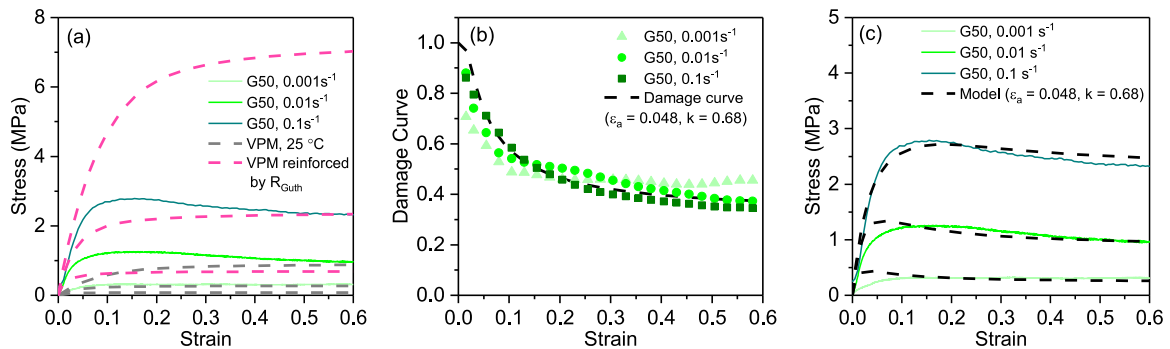 (a)
G50, 0.001s⁻¹
G50, 0.01s⁻¹
G50, 0.1s⁻¹
VPM, 25 °C
VPM reinforced
by R_Guth
Stress (MPa)
8
6
4
2
0
0.0 0.1 0.2 0.3 0.4 0.5 0.6
Strain
(b)
G50, 0.001s⁻¹
G50, 0.01s⁻¹
G50, 0.1s⁻¹
Damage curve
(εₐ = 0.048, k = 0.68)
Damage Curve
1.0
0.8
0.6
0.4
0.2
0.0
0.0 0.1 0.2 0.3 0.4 0.5 0.6
Strain
(c)
G50, 0.001 s⁻¹
G50, 0.01 s⁻¹
G50, 0.1 s⁻¹
Model (εₐ = 0.048, k = 0.68)
Stress (MPa)
5
4
3
2
1
0
0.0 0.1 0.2 0.3 0.4 0.5 0.6
Strain